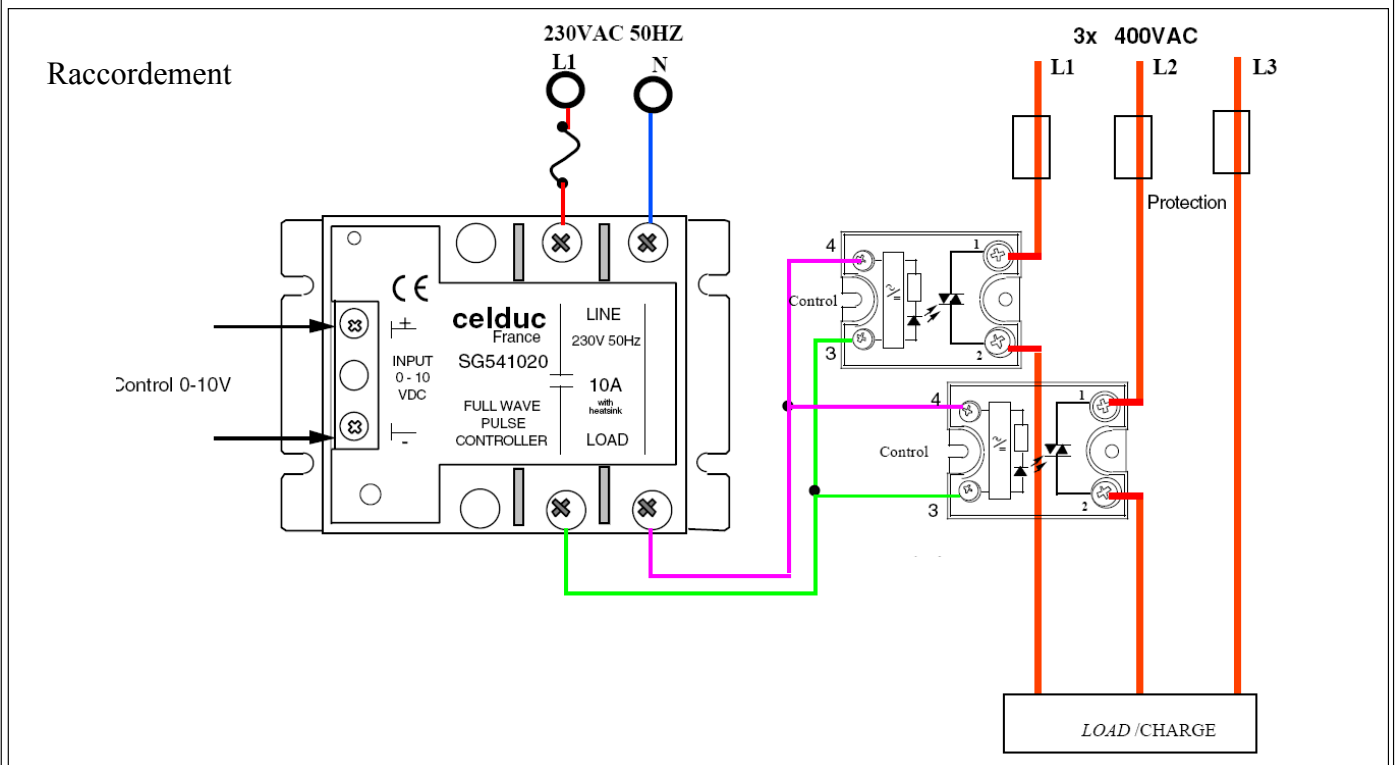 230VAC 50HZ
L1
N
3x 400VAC
L1
L2
L3
Raccordement
Protection
CE
+
INPUT
0 - 10
VDC
-
celduc
France
SG541020
FULL WAVE
PULSE
CONTROLLER
LINE
230V 50Hz
10A
with
heatsink
LOAD
Control 0-10V
4
1
Control
~/=
3
2
4
1
Control
~/=
3
2
LOAD /CHARGE